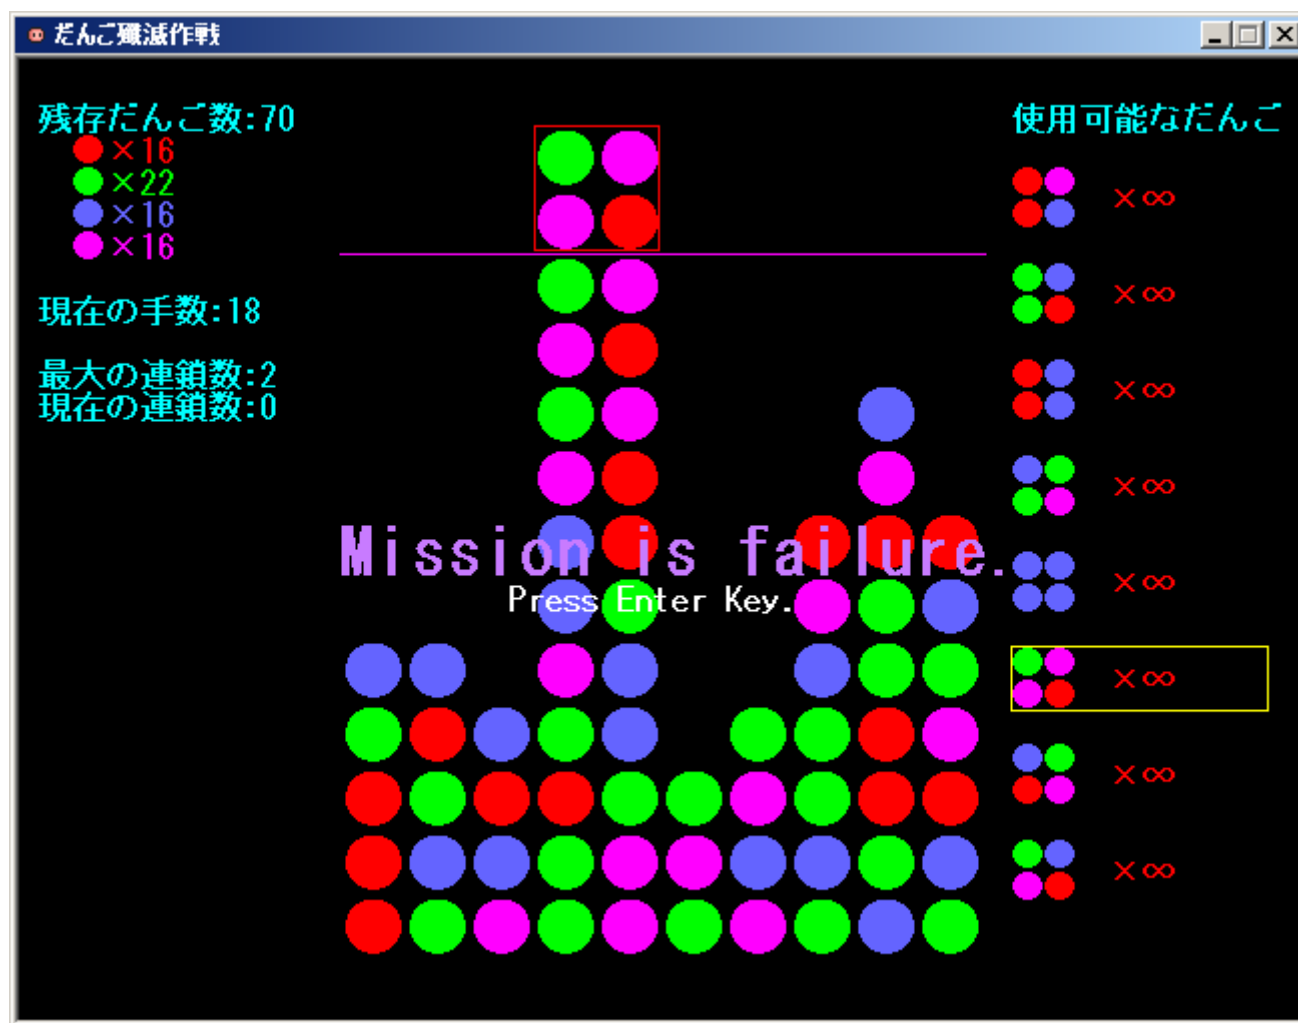 だんご殲滅作戦
残存だんご数:70
×16
×22
×16
×16
現在の手数:18
最大の連鎖数:2
現在の連鎖数:0
Mission is failure.
Press Enter Key.
使用可能なだんご
×∞
×∞
×∞
×∞
×∞
×∞
×∞
×∞